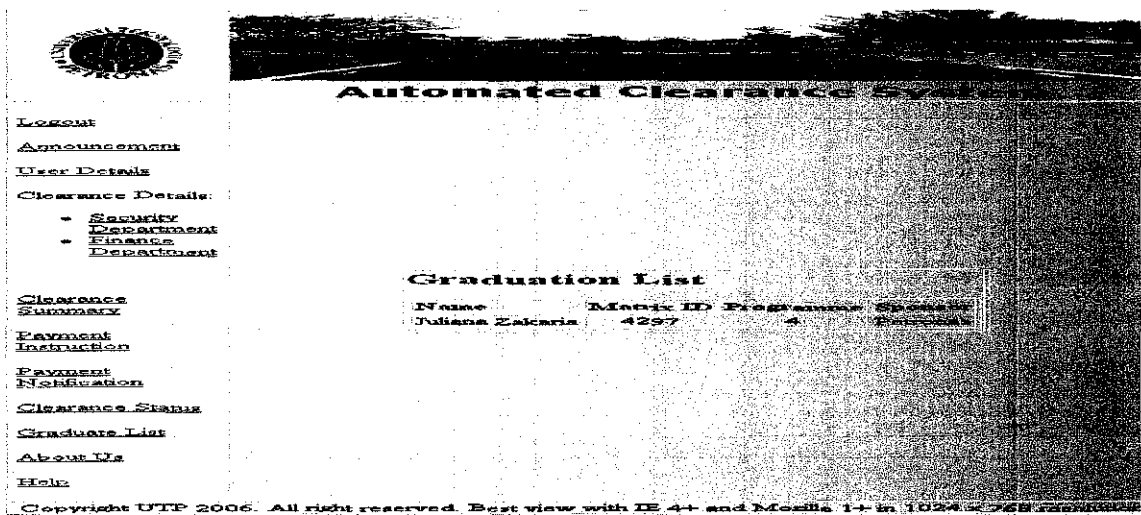 Automated Clearance System
Logout
Announcement
User Details
Clearance Details:
Security
Department
Finance
Department
Clearance
Summary
Payment
Instruction
Payment
Notification
Clearance Status
Graduate List
About Us
Help
Graduation List
Name Matrix ID Programme
Juliana Zakaria 4297 4
Copyright UTP 2006. All right reserved. Best view with IE 4+ and Mozilla 1+ in 1024 x 768